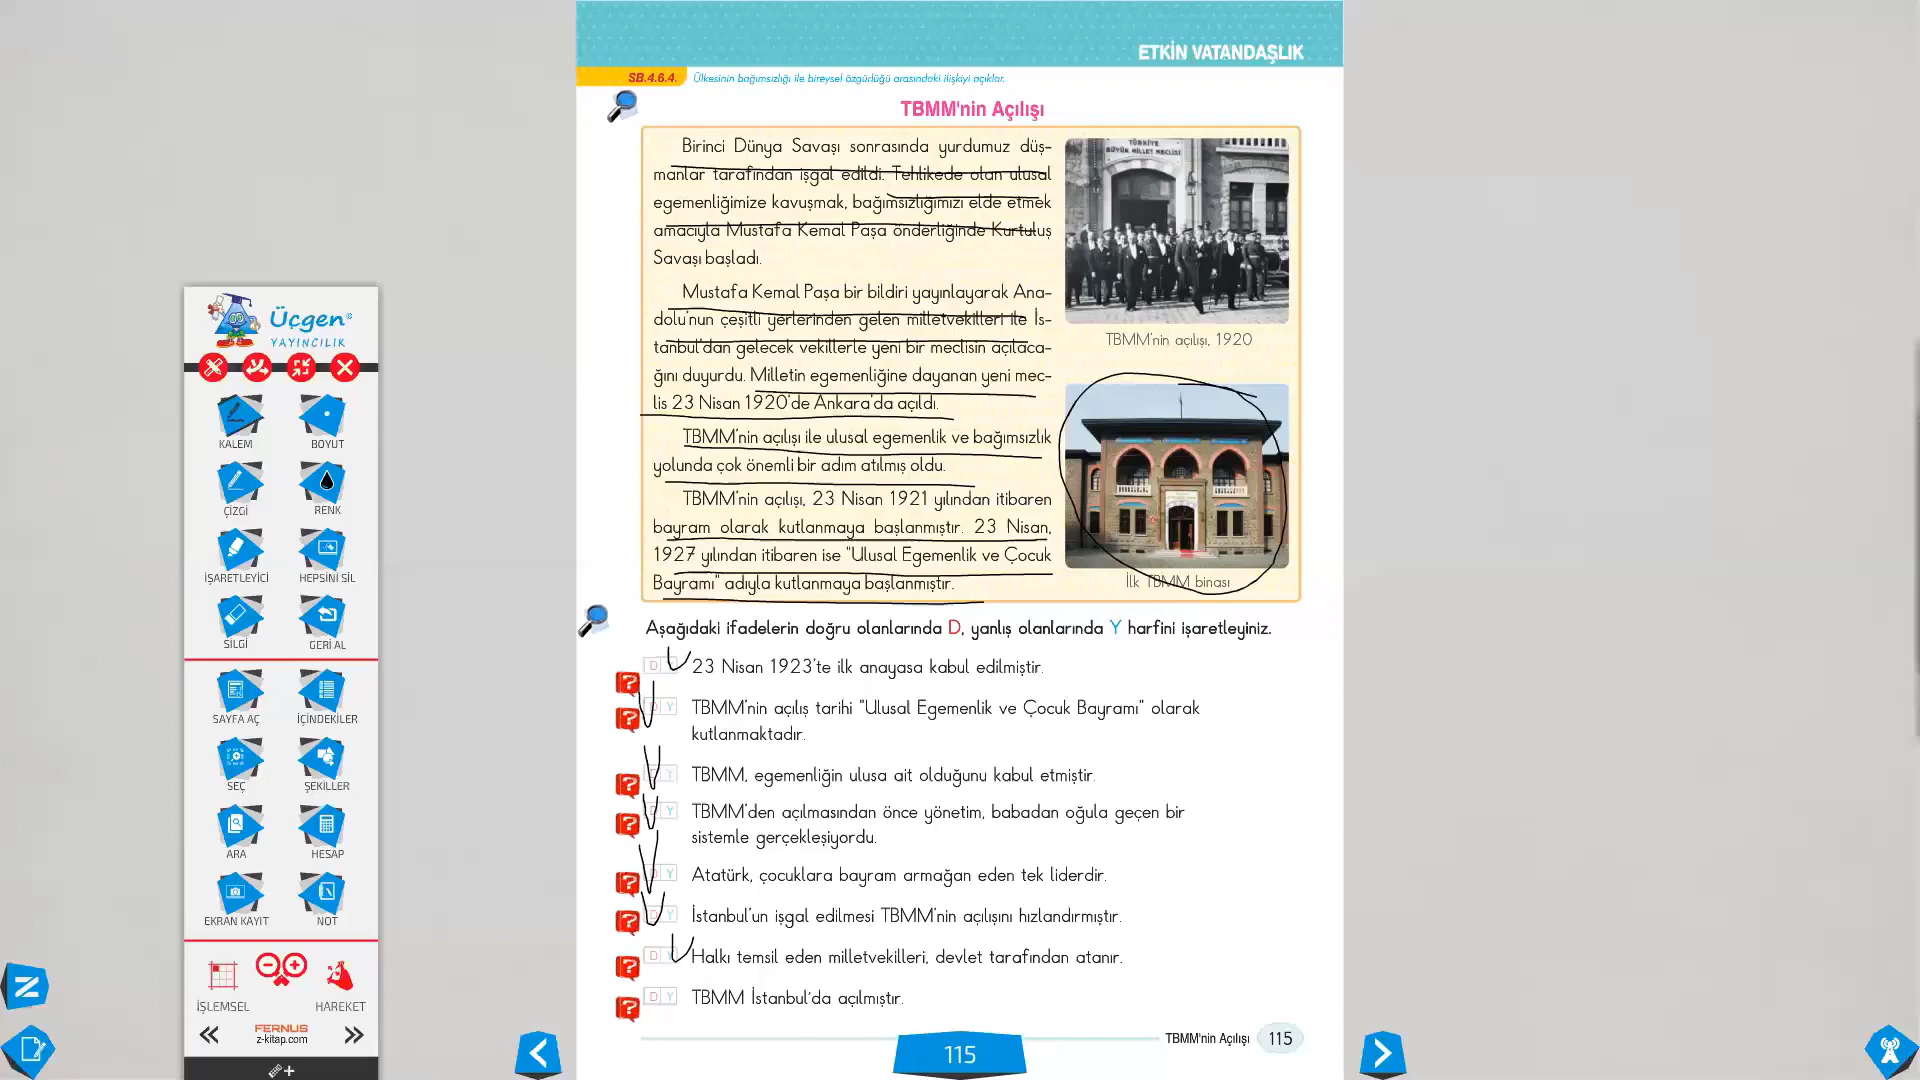 ETKİN VATANDAŞLIK
SB.4.6.4. Ülkesinin bağımsızlığı ile bireysel özgürlüğü arasındaki ilişkiyi açıklar.
TBMM'nin Açılışı
Birinci Dünya Savaşı sonrasında yurdumuz düş-
manlar tarafından işgal edildi. Tehlikede olan ulusal
egemenliğimize kavuşmak, bağımsızlığımızı elde etmek
amacıyla Mustafa Kemal Paşa önderliğinde Kurtuluş
Savaşı başladı.
Mustafa Kemal Paşa bir bildiri yayınlayarak Ana-
dolu'nun çeşitli yerlerinden gelen milletvekilleri ile İs-
tanbul'dan gelecek vekillerle yeni bir meclisin açılaca-
ğını duyurdu. Milletin egemenliğine dayanan yeni mec-
lis 23 Nisan 1920'de Ankara'da açıldı.
TBMM'nin açılışı ile ulusal egemenlik ve bağımsızlık
yolunda çok önemli bir adım atılmış oldu.
TBMM'nin açılışı, 23 Nisan 1921 yılından itibaren
bayram olarak kutlanmaya başlanmıştır. 23 Nisan,
1927 yılından itibaren ise "Ulusal Egemenlik ve Çocuk
Bayramı" adıyla kutlanmaya başlanmıştır.
TÜRKİYE
BÜYÜK MİLLET MECLİSİ
TBMM'nin açılışı, 1920
İlk TBMM binası
Aşağıdaki ifadelerin doğru olanlarında D, yanlış olanlarında Y harfini işaretleyiniz.
D 23 Nisan 1923'te ilk anayasa kabul edilmiştir.
D Y TBMM'nin açılış tarihi "Ulusal Egemenlik ve Çocuk Bayramı" olarak
kutlanmaktadır.
Y TBMM, egemenliğin ulusa ait olduğunu kabul etmiştir.
D Y TBMM'den açılmasından önce yönetim, babadan oğula geçen bir
sistemle gerçekleşiyordu.
D Y Atatürk, çocuklara bayram armağan eden tek liderdir.
D Y İstanbul'un işgal edilmesi TBMM'nin açılışını hızlandırmıştır.
D Y Halkı temsil eden milletvekilleri, devlet tarafından atanır.
D Y TBMM İstanbul'da açılmıştır.
TBMM'nin Açılışı 115
115
Üçgen®
YAYINCILIK
KALEM BOYUT
ÇİZGİ RENK
İŞARETLEYİCİ HEPSİNİ SİL
SİLGİ GERİ AL
SAYFA AÇ İÇİNDEKİLER
SEÇ ŞEKİLLER
ARA HESAP
EKRAN KAYIT NOT
İŞLEMSEL HAREKET
FERNUS
z-kitap.com